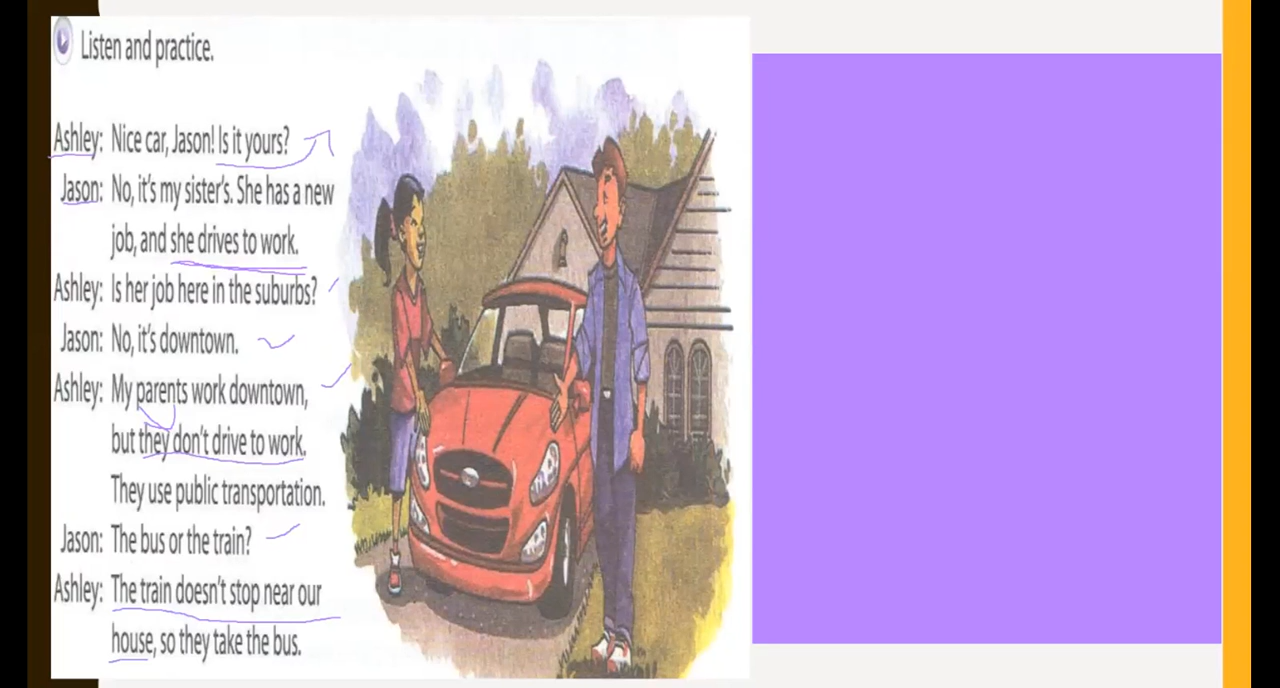 Listen and practice.
Ashley: Nice car, Jason! Is it yours?
Jason: No, it's my sister's. She has a new
job, and she drives to work.
Ashley: Is her job here in the suburbs?
Jason: No, it's downtown.
Ashley: My parents work downtown,
but they don't drive to work.
They use public transportation.
Jason: The bus or the train?
Ashley: The train doesn't stop near our
house, so they take the bus.